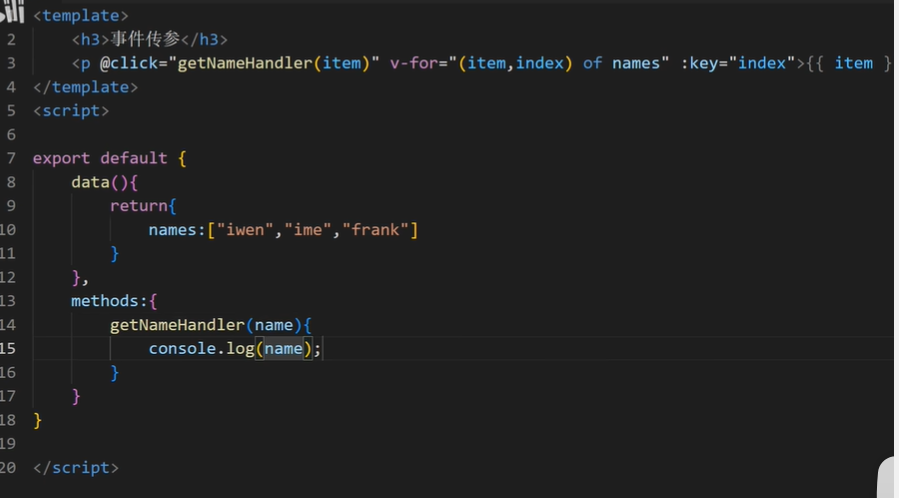 <template>
2 <h3>事件传参</h3>
3 <p @click="getNameHandler(item)" v-for="(item,index) of names" :key="index">{{ item }
4 </template>
5 <script>
6
7 export default {
8 data(){
9 return{
10 names:["iwen","ime","frank"]
11 }
12 },
13 methods:{
14 getNameHandler(name){
15 console.log(name);
16 }
17 }
18 }
19
20 </script>